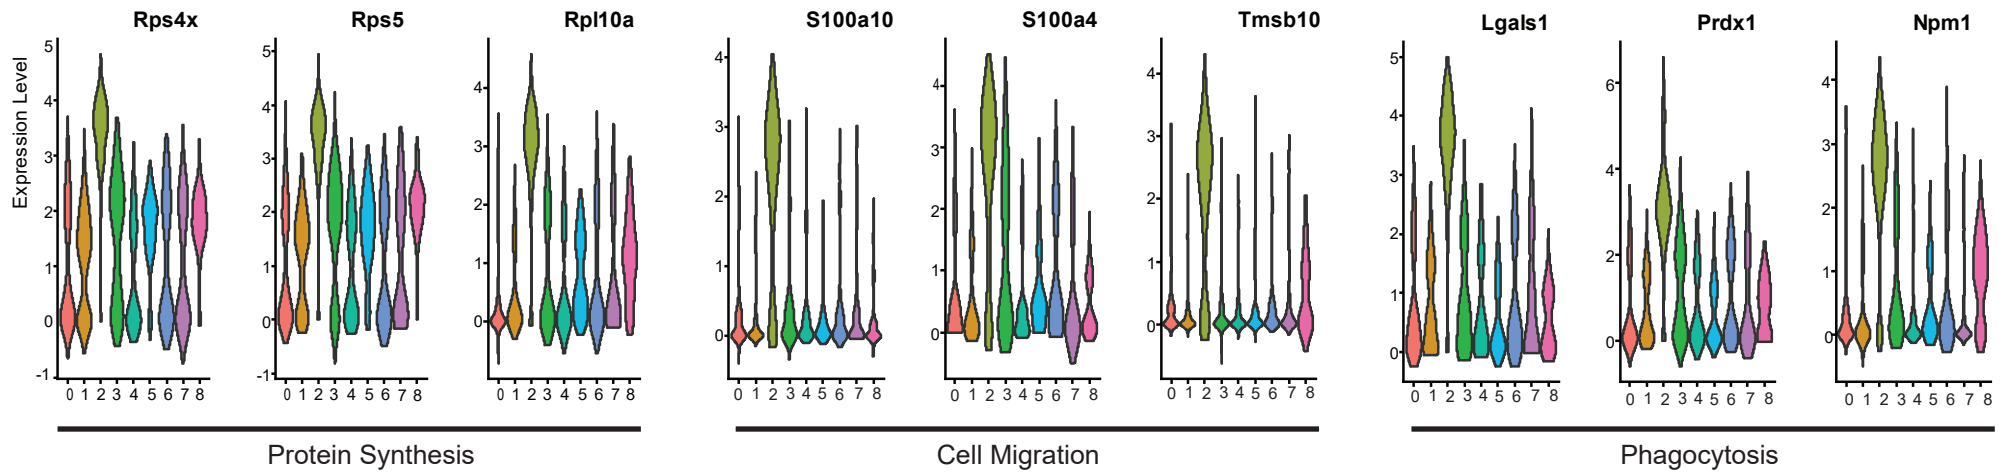 Rps4x Rps5 Rpl10a S100a10 S100a4 Tmsb10 Lgals1 Prdx1 Npm1
Expression Level
5 4 3 2 1 0 -1
5 4 3 2 1 0 -1
4 3 2 1 0
4 3 2 1 0
4 3 2 1 0
4 3 2 1 0
5 4 3 2 1 0
6 4 2 0
4 3 2 1 0
0 1 2 3 4 5 6 7 8
0 1 2 3 4 5 6 7 8
0 1 2 3 4 5 6 7 8
0 1 2 3 4 5 6 7 8
0 1 2 3 4 5 6 7 8
0 1 2 3 4 5 6 7 8
0 1 2 3 4 5 6 7 8
0 1 2 3 4 5 6 7 8
0 1 2 3 4 5 6 7 8
Protein Synthesis Cell Migration Phagocytosis